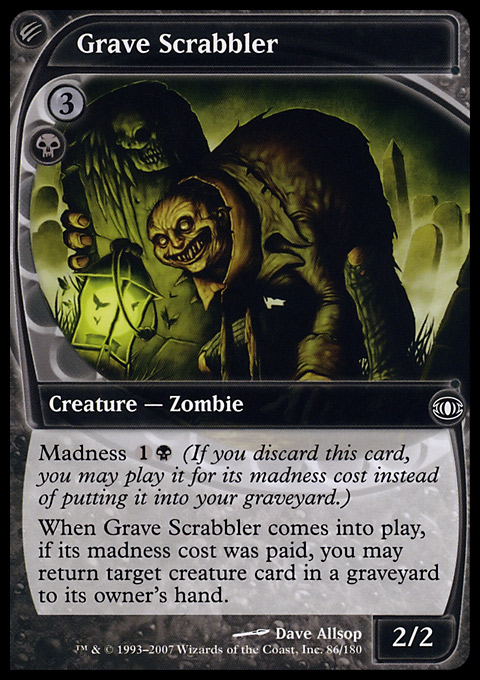 Grave Scrabbler
3
Creature — Zombie
Madness 1 (If you discard this card,
you may play it for its madness cost instead
of putting it into your graveyard.)
When Grave Scrabbler comes into play,
if its madness cost was paid, you may
return target creature card in a graveyard
to its owner's hand.
Dave Allsop
2/2
™ & © 1993–2007 Wizards of the Coast, Inc. 86/180